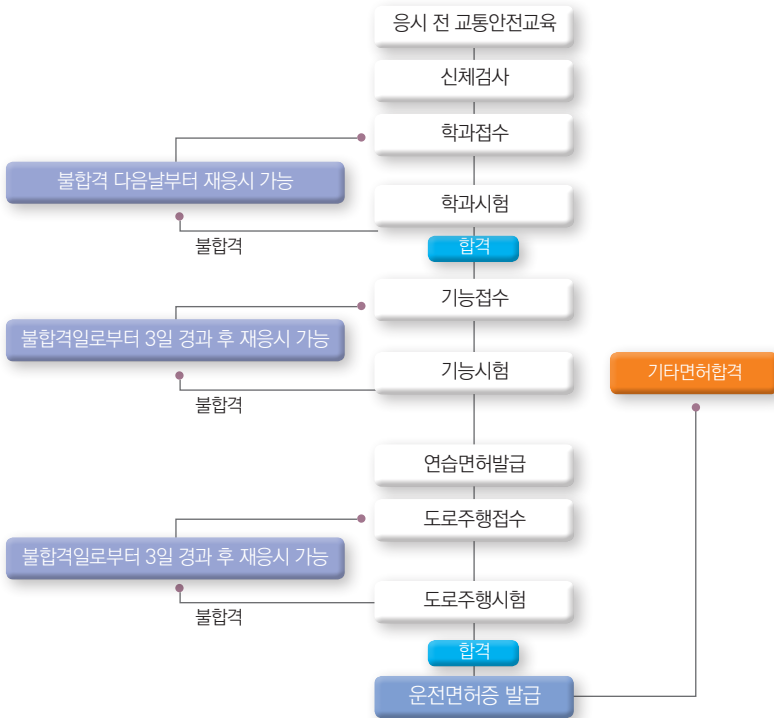 응시 전 교통안전교육
신체검사
학과접수
불합격 다음날부터 재응시 가능
학과시험
불합격
합격
기능접수
불합격일로부터 3일 경과 후 재응시 가능
기능시험
기타면허합격
불합격
연습면허발급
도로주행접수
불합격일로부터 3일 경과 후 재응시 가능
도로주행시험
불합격
합격
운전면허증 발급